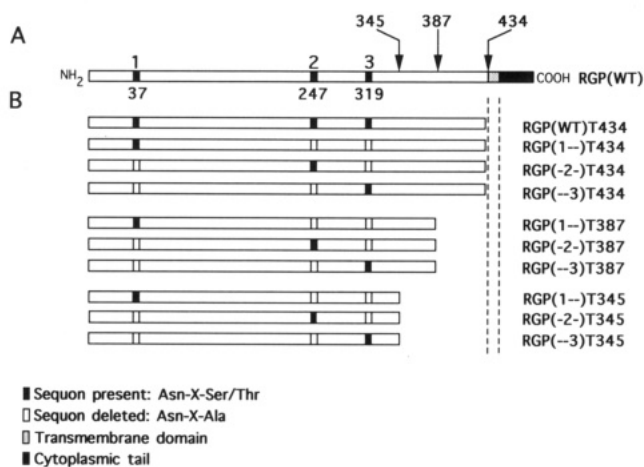 345 387 434
A
1 2 3
NH2 COOH RGP(WT)
37 247 319
B
RGP(WT)T434
RGP(1--)T434
RGP(-2-)T434
RGP(--3)T434
RGP(1--)T387
RGP(-2-)T387
RGP(--3)T387
RGP(1--)T345
RGP(-2-)T345
RGP(--3)T345
Sequon present: Asn-X-Ser/Thr
Sequon deleted: Asn-X-Ala
Transmembrane domain
Cytoplasmic tail